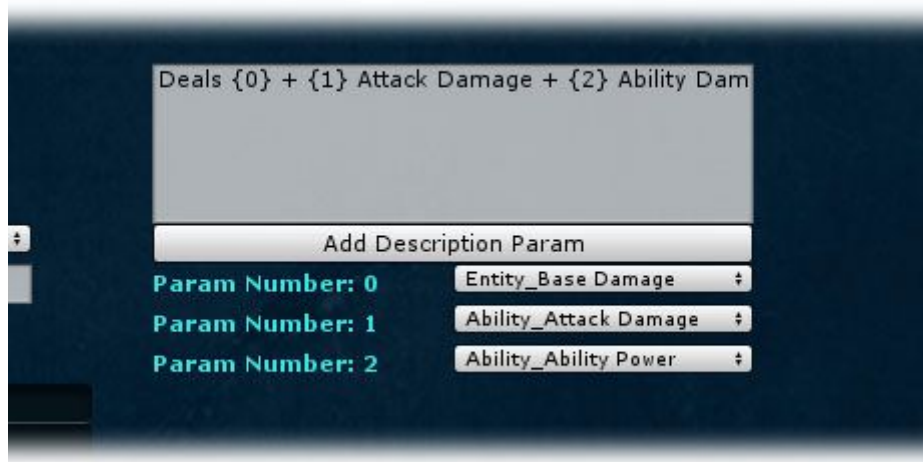 Deals {0} + {1} Attack Damage + {2} Ability Dam
Add Description Param
Param Number: 0 Entity_Base Damage
Param Number: 1 Ability_Attack Damage
Param Number: 2 Ability_Ability Power